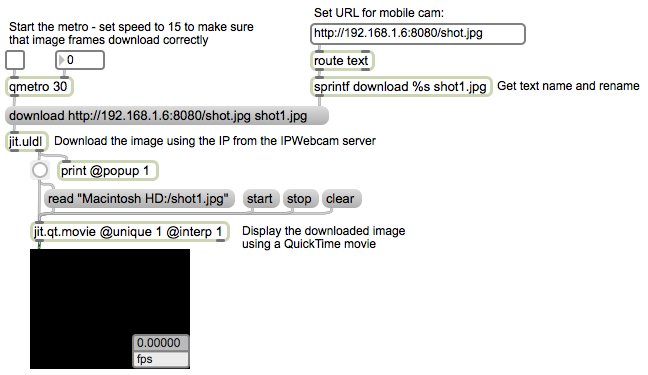 Start the metro - set speed to 15 to make sure
that image frames download correctly
Set URL for mobile cam:
http://192.168.1.6:8080/shot.jpg
0
route text
qmetro 30
sprintf download %s shot1.jpg
Get text name and rename
download http://192.168.1.6:8080/shot.jpg shot1.jpg
jit.uldl
Download the image using the IP from the IPWebcam server
print @popup 1
read "Macintosh HD:/shot1.jpg"
start
stop
clear
jit.qt.movie @unique 1 @interp 1
Display the downloaded image
using a QuickTime movie
0.00000
fps